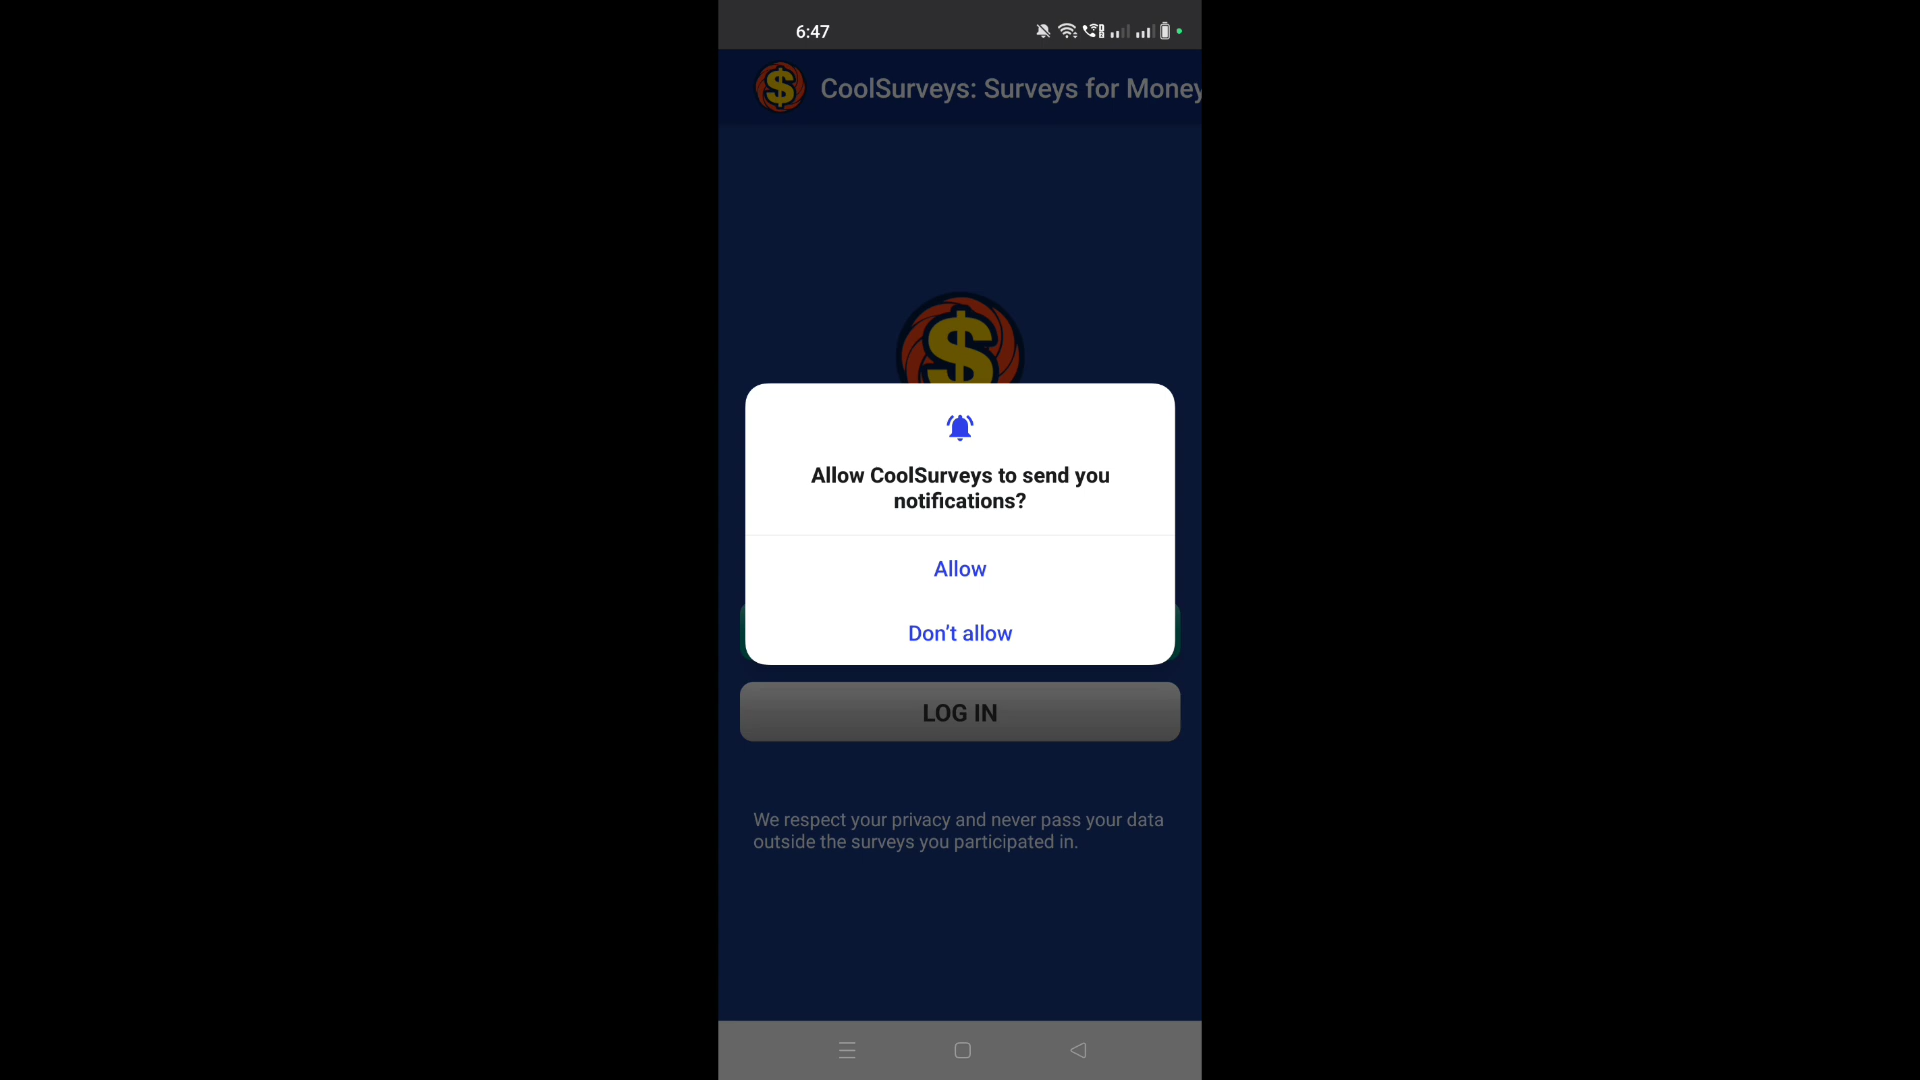 6:47
CoolSurveys: Surveys for Money
Allow CoolSurveys to send you
notifications?
Allow
Don’t allow
LOG IN
We respect your privacy and never pass your data
outside the surveys you participated in.